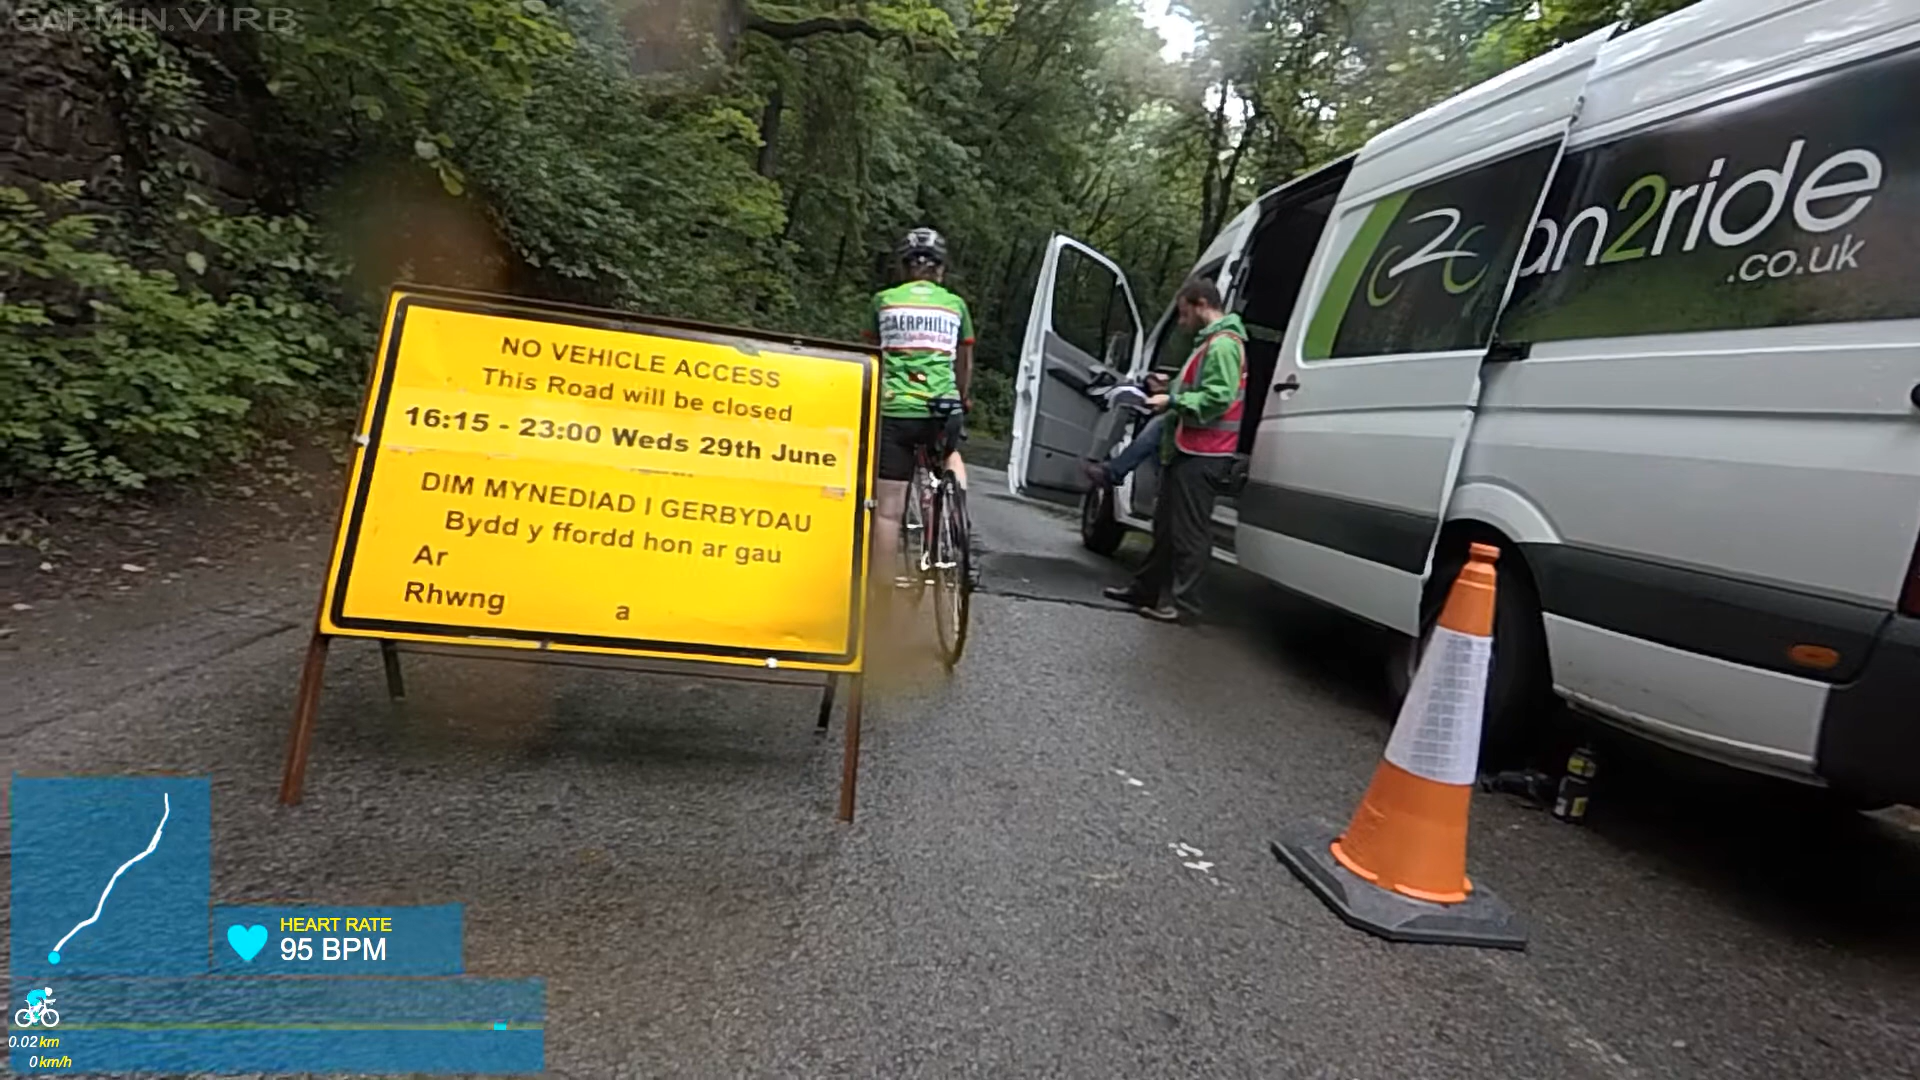 GARMIN.VIRB
NO VEHICLE ACCESS
This Road will be closed
16:15 - 23:00 Weds 29th June
DIM MYNEDIAD I GERBYDAU
Bydd y ffordd hon ar gau
Ar
Rhwng a
CAERPHILLY
Cycling Club
an2ride
.co.uk
HEART RATE
95 BPM
0.02 km
0 km/h